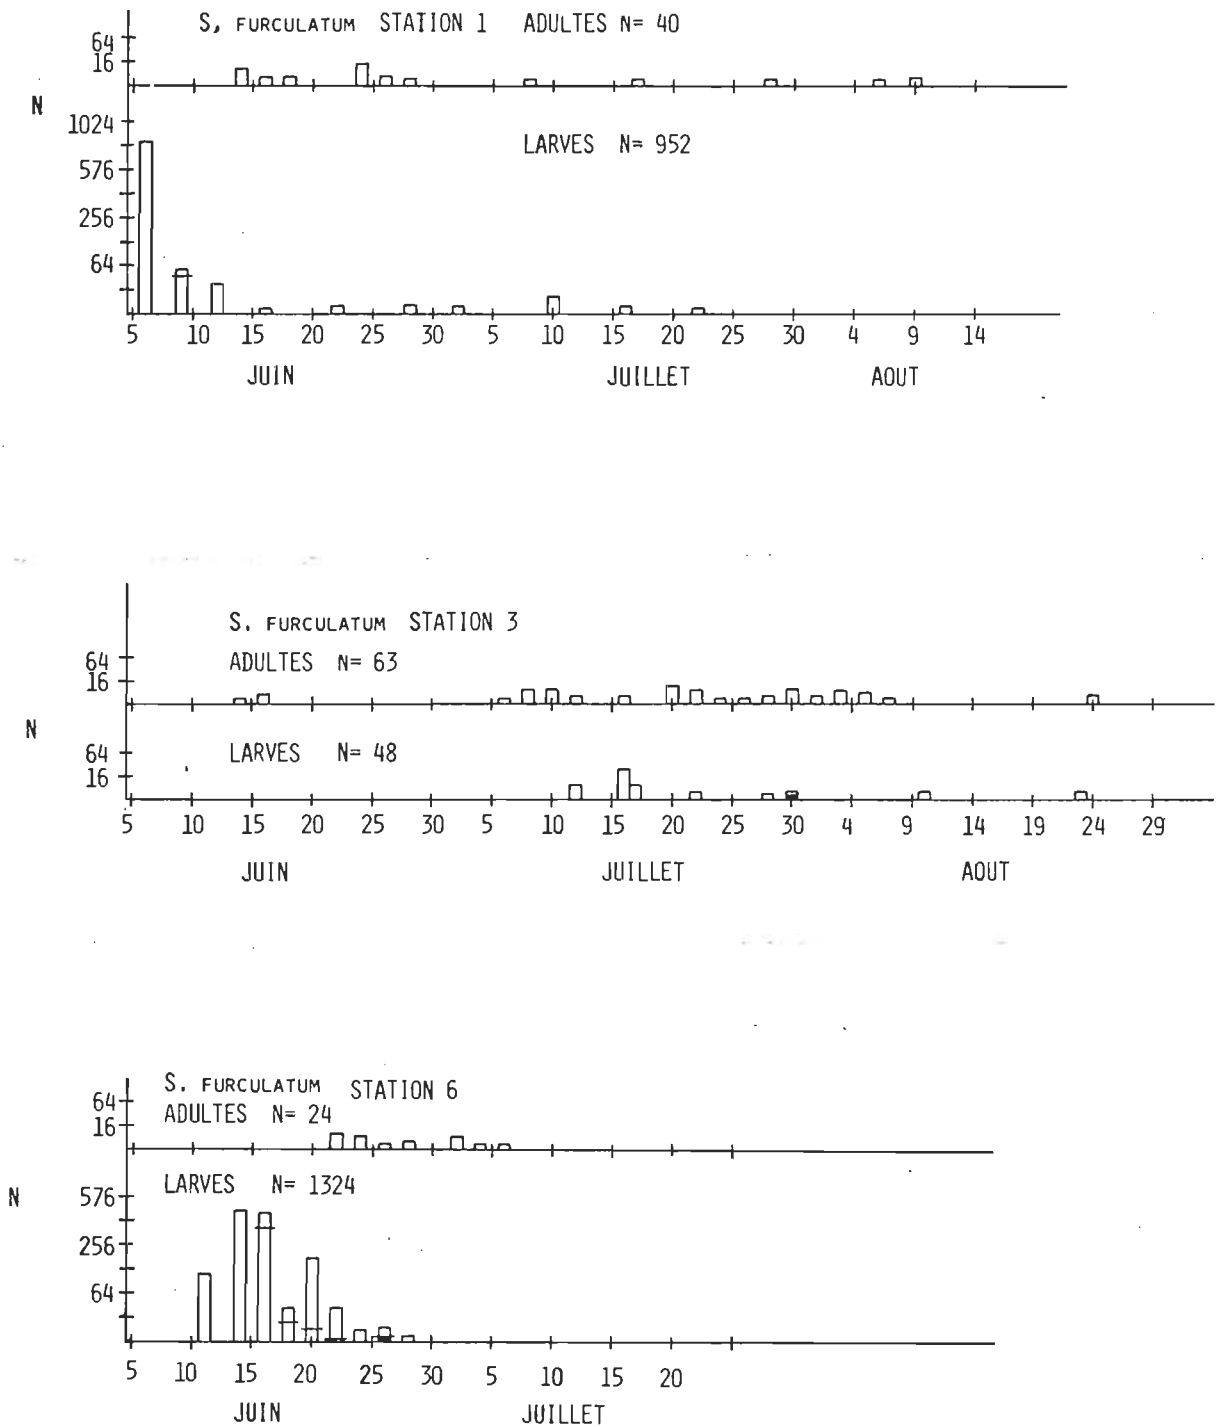 S, FURCULATUM STATION 1 ADULTES N= 40
64
16
N
1024
LARVES N= 952
576
256
64
5 10 15 20 25 30 5 10 15 20 25 30 4 9 14
JUIN JUILLET AOUT
S. FURCULATUM STATION 3
64 ADULTES N= 63
16
N
64 LARVES N= 48
16
5 10 15 20 25 30 5 10 15 20 25 30 4 9 14 19 24 29
JUIN JUILLET AOUT
S. FURCULATUM STATION 6
64
ADULTES N= 24
16
LARVES N= 1324
N 576
256
64
5 10 15 20 25 30 5 10 15 20
JUIN JUILLET